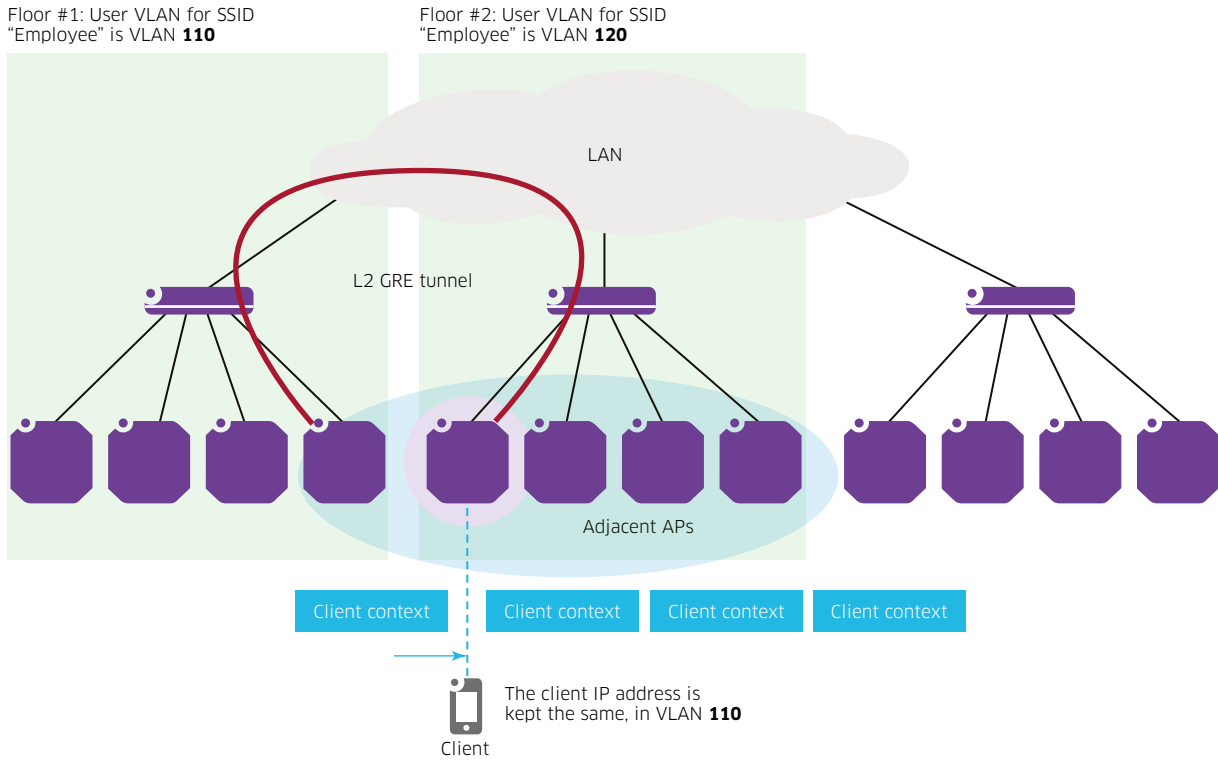 Floor #1: User VLAN for SSID
“Employee” is VLAN 110
Floor #2: User VLAN for SSID
“Employee” is VLAN 120
LAN
L2 GRE tunnel
Adjacent APs
Client context
Client context
Client context
Client context
The client IP address is
kept the same, in VLAN 110
Client